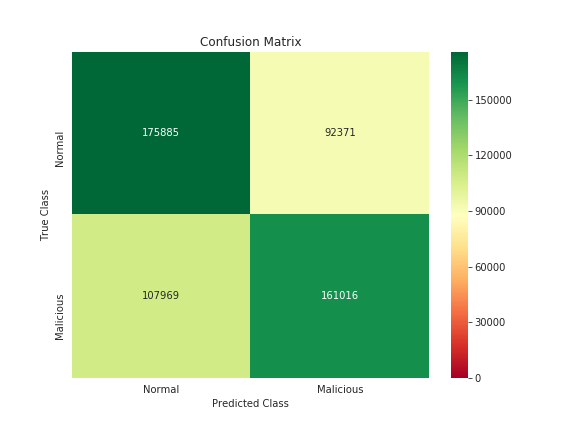 Confusion Matrix
Normal
175885
92371
True Class
Malicious
107969
161016
Normal
Malicious
Predicted Class
150000
120000
90000
60000
30000
0